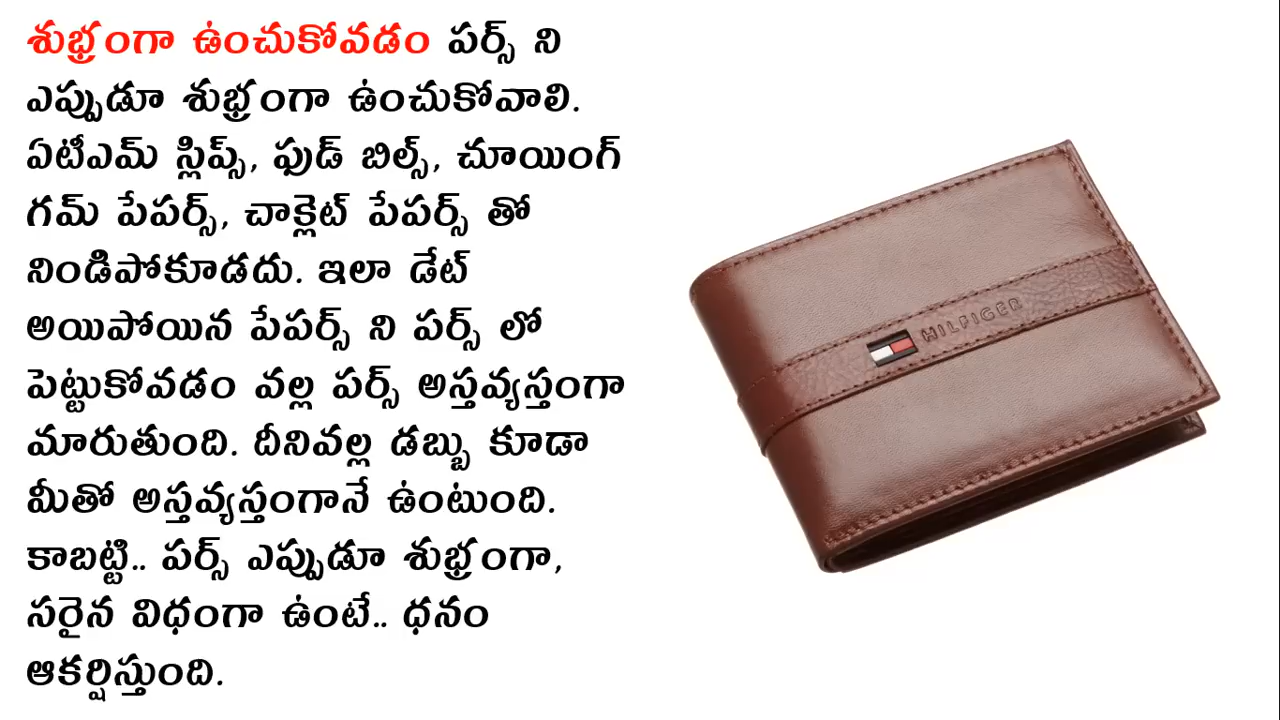 శుభ్రంగా ఉంచుకోవడం పర్స్ ని
ఎప్పుడూ శుభ్రంగా ఉంచుకోవాలి.
ఏటీఎమ్ స్లిప్స్, ఫుడ్ బిల్స్, చూయింగ్
గమ్ పేపర్స్, చాక్లెట్ పేపర్స్ తో
నిండిపోకూడదు. ఇలా డేట్
అయిపోయిన పేపర్స్ ని పర్స్ లో
పెట్టుకోవడం వల్ల పర్స్ అస్తవ్యస్తంగా
మారుతుంది. దీనివల్ల డబ్బు కూడా
మీతో అస్తవ్యస్తంగానే ఉంటుంది.
కాబట్టి.. పర్స్ ఎప్పుడూ శుభ్రంగా,
సరైన విధంగా ఉంటే.. ధనం
ఆకర్షిస్తుంది.
HILFIGER